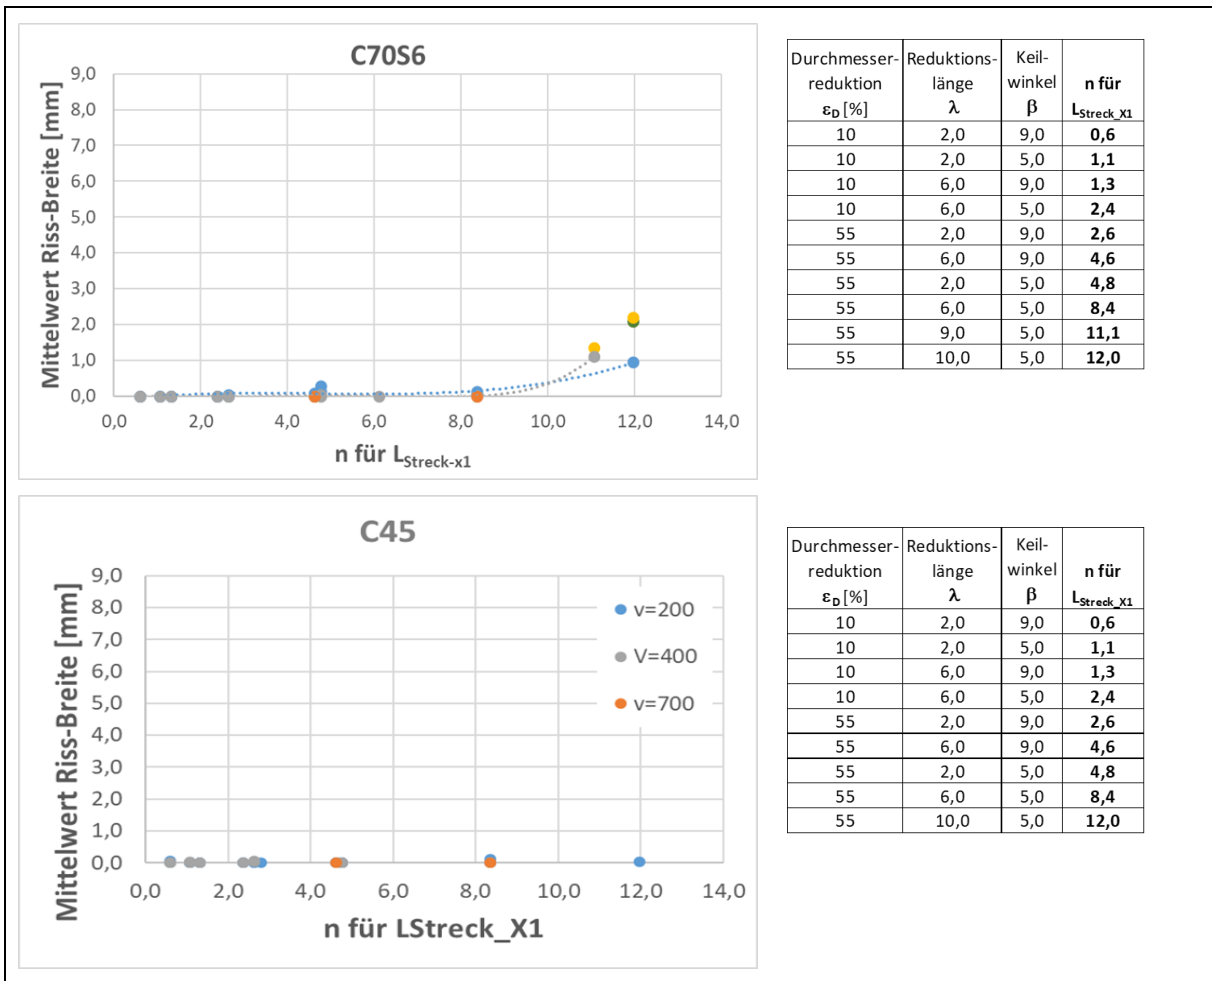 C70S6
9,0
8,0
7,0
6,0
5,0
4,0
3,0
2,0
1,0
0,0
Mittelwert Riss-Breite [mm]
0,0 2,0 4,0 6,0 8,0 10,0 12,0 14,0
n für LStreck-x1
Durchmesser- Reduktions- Keil-
reduktion länge winkel n für
εD [%] λ β LStreck_X1
10 2,0 9,0 0,6
10 2,0 5,0 1,1
10 6,0 9,0 1,3
10 6,0 5,0 2,4
55 2,0 9,0 2,6
55 6,0 9,0 4,6
55 2,0 5,0 4,8
55 6,0 5,0 8,4
55 9,0 5,0 11,1
55 10,0 5,0 12,0
C45
9,0
8,0
7,0
6,0
5,0
4,0
3,0
2,0
1,0
0,0
Mittelwert Riss-Breite [mm]
v=200
V=400
v=700
0,0 2,0 4,0 6,0 8,0 10,0 12,0 14,0
n für LStreck_X1
Durchmesser- Reduktions- Keil-
reduktion länge winkel n für
εD [%] λ β LStreck_X1
10 2,0 9,0 0,6
10 2,0 5,0 1,1
10 6,0 9,0 1,3
10 6,0 5,0 2,4
55 2,0 9,0 2,6
55 6,0 9,0 4,6
55 2,0 5,0 4,8
55 6,0 5,0 8,4
55 10,0 5,0 12,0